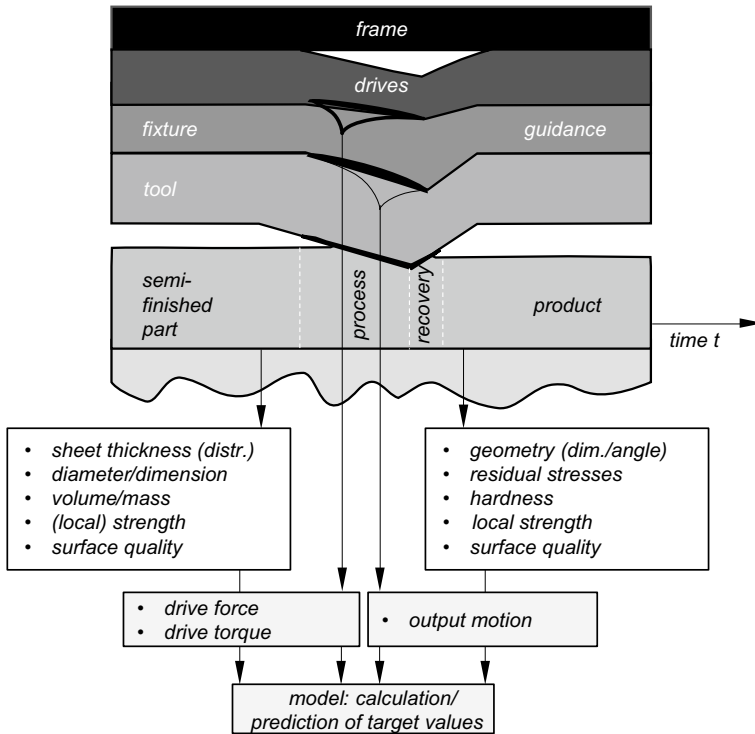 frame
drives
fixture
guidance
tool
semi-
finished
part
process
recovery
product
time t
• sheet thickness (distr.)
• diameter/dimension
• volume/mass
• (local) strength
• surface quality
• geometry (dim./angle)
• residual stresses
• hardness
• local strength
• surface quality
• drive force
• drive torque
• output motion
model: calculation/
prediction of target values